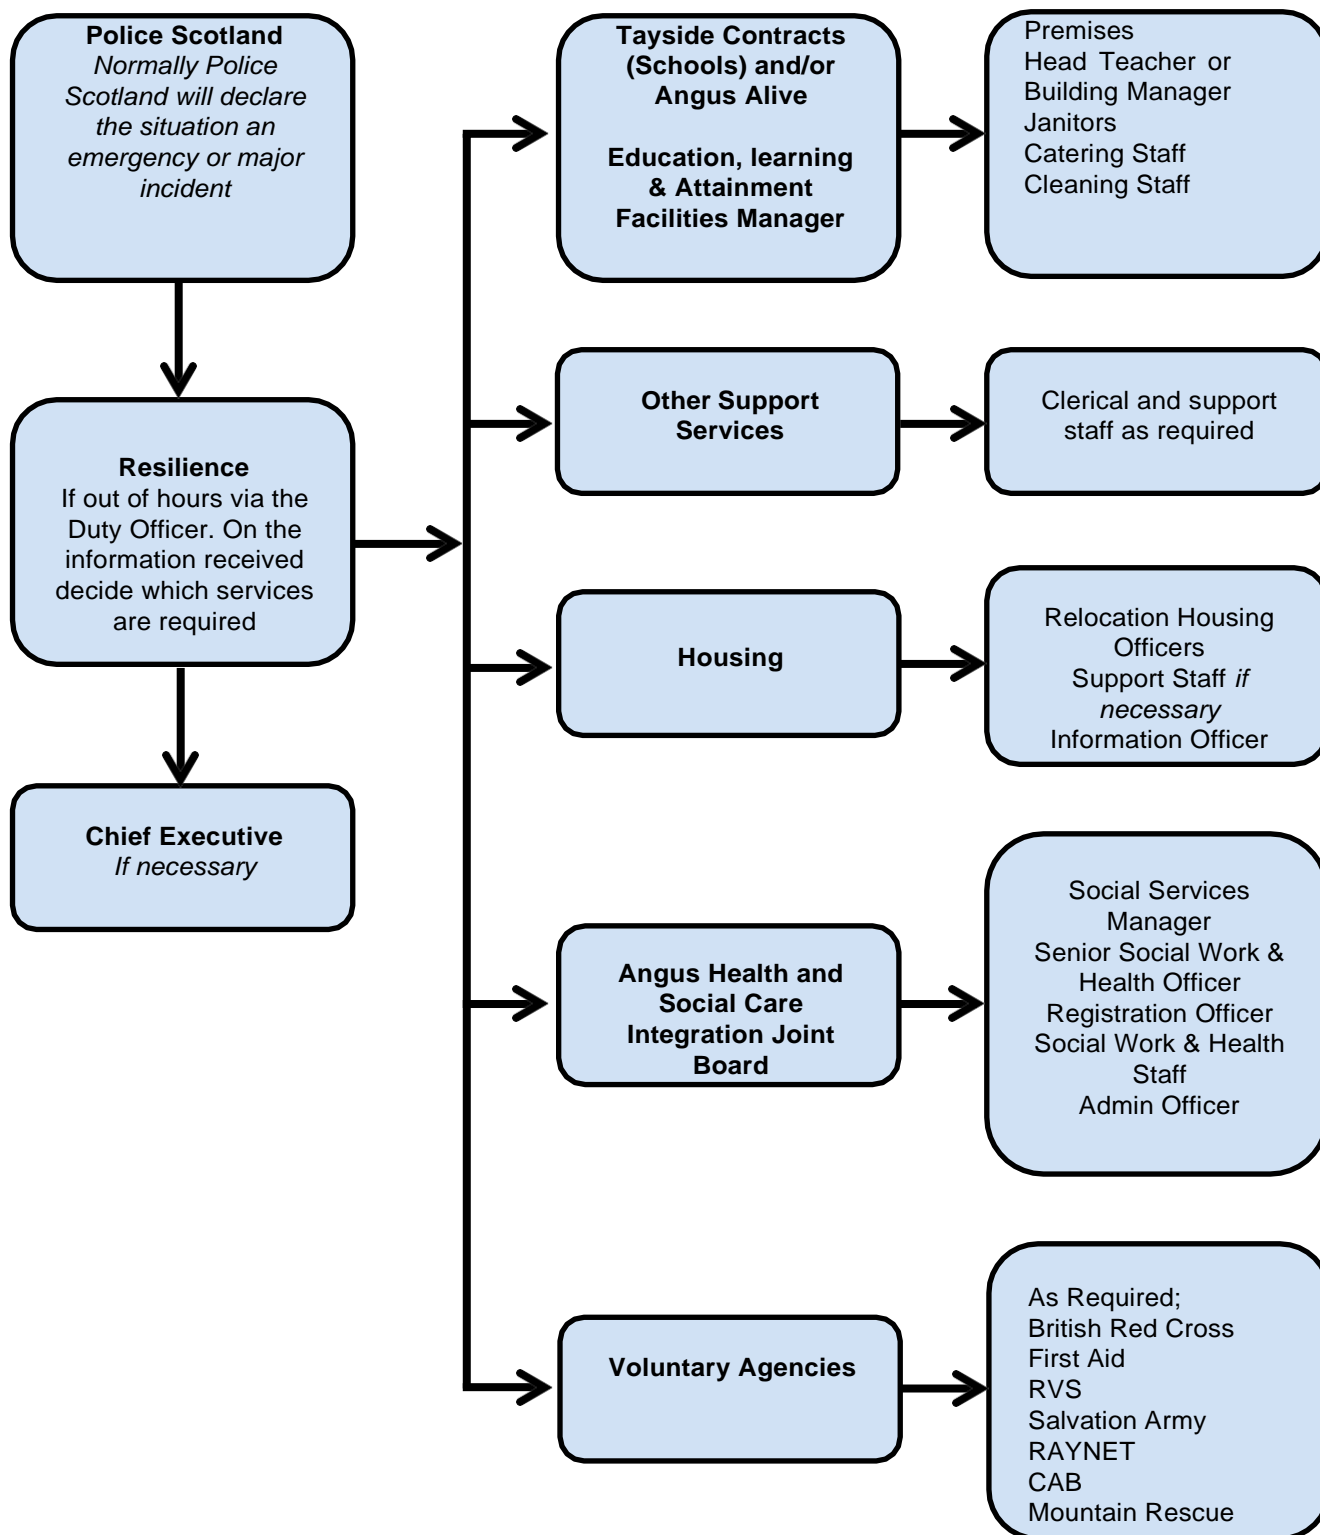 Police Scotland
Normally Police
Scotland will declare
the situation an
emergency or major
incident
Resilience
If out of hours via the
Duty Officer. On the
information received
decide which services
are required
Chief Executive
If necessary
Tayside Contracts
(Schools) and/or
Angus Alive
Education, learning
& Attainment
Facilities Manager
Premises
Head Teacher or
Building Manager
Janitors
Catering Staff
Cleaning Staff
Other Support
Services
Clerical and support
staff as required
Housing
Relocation Housing
Officers
Support Staff if
necessary
Information Officer
Angus Health and
Social Care
Integration Joint
Board
Social Services
Manager
Senior Social Work &
Health Officer
Registration Officer
Social Work & Health
Staff
Admin Officer
Voluntary Agencies
As Required;
British Red Cross
First Aid
RVS
Salvation Army
RAYNET
CAB
Mountain Rescue